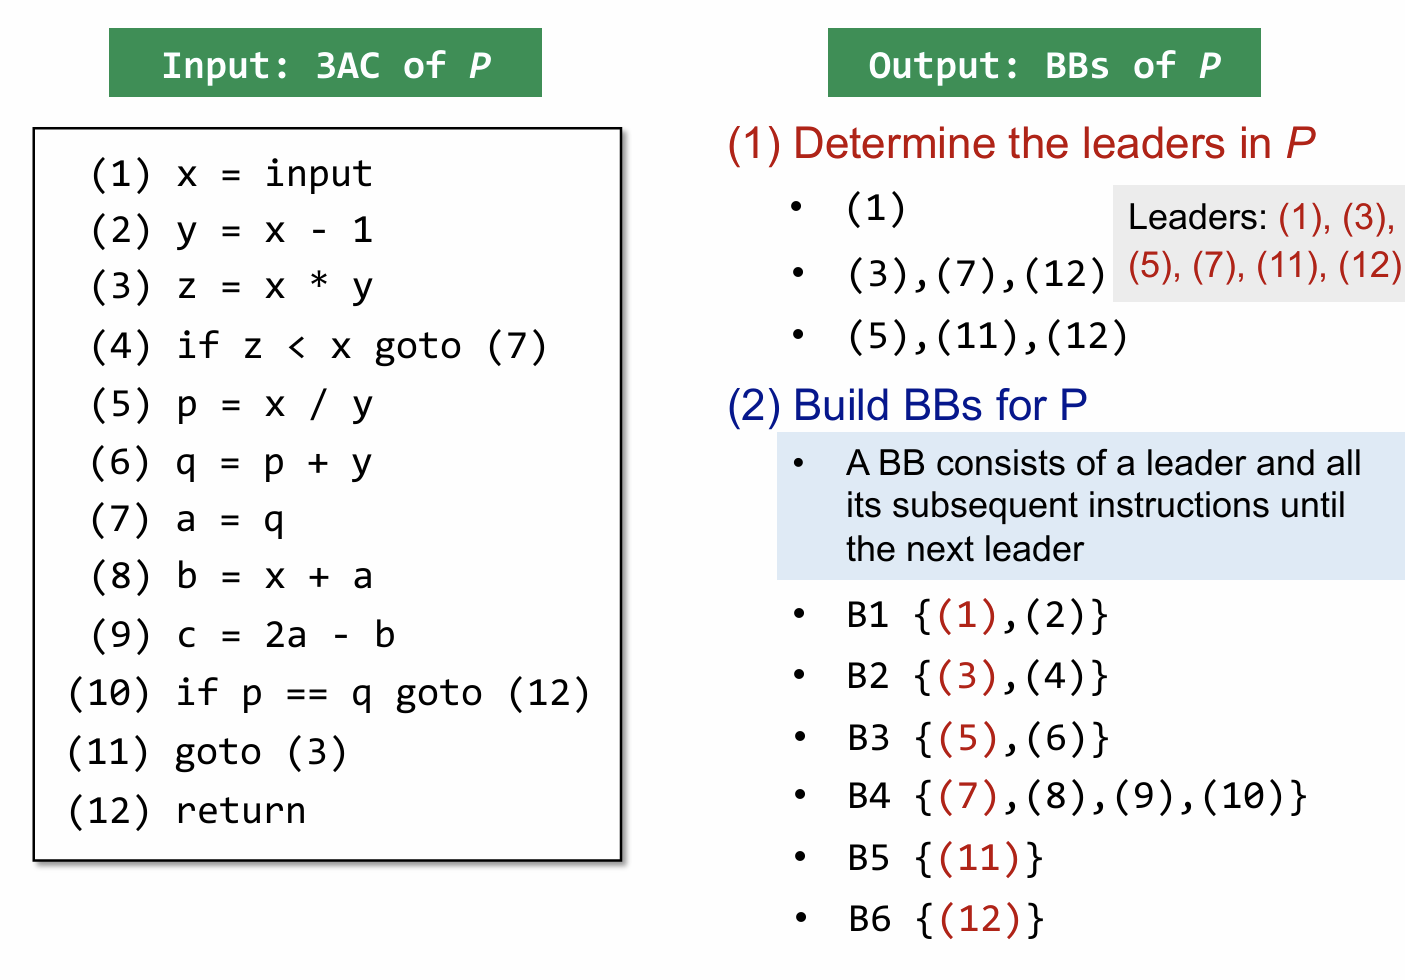 Input: 3AC of P
(1) x = input
(2) y = x - 1
(3) z = x * y
(4) if z < x goto (7)
(5) p = x / y
(6) q = p + y
(7) a = q
(8) b = x + a
(9) c = 2a - b
(10) if p == q goto (12)
(11) goto (3)
(12) return
Output: BBs of P
(1) Determine the leaders in P
• (1)
• (3),(7),(12)
• (5),(11),(12)
Leaders: (1), (3),
(5), (7), (11), (12)
(2) Build BBs for P
• A BB consists of a leader and all
its subsequent instructions until
the next leader
• B1 {(1),(2)}
• B2 {(3),(4)}
• B3 {(5),(6)}
• B4 {(7),(8),(9),(10)}
• B5 {(11)}
• B6 {(12)}